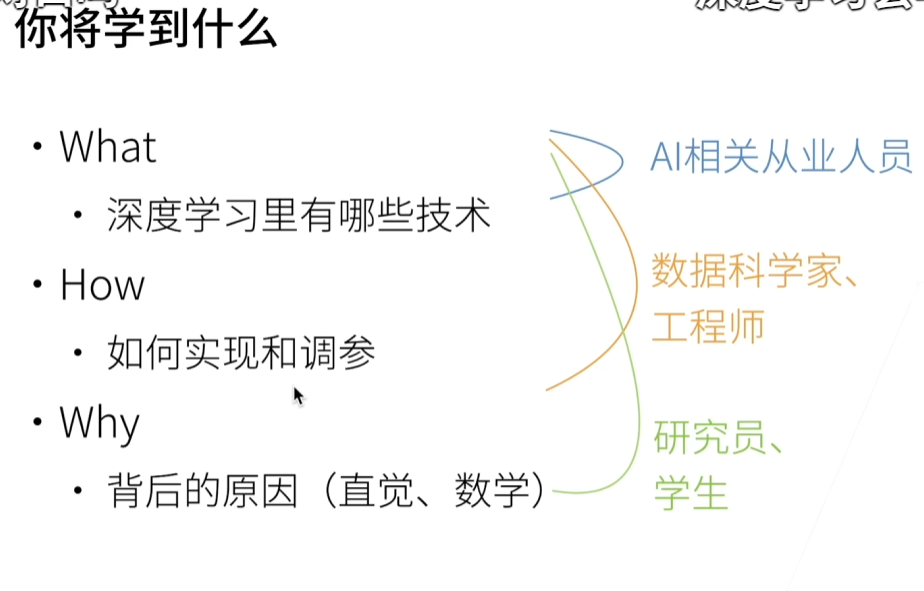 你将学到什么
• What
• 深度学习里有哪些技术
• How
• 如何实现和调参
• Why
• 背后的原因（直觉、数学）
AI相关从业人员
数据科学家、
工程师
研究员、
学生